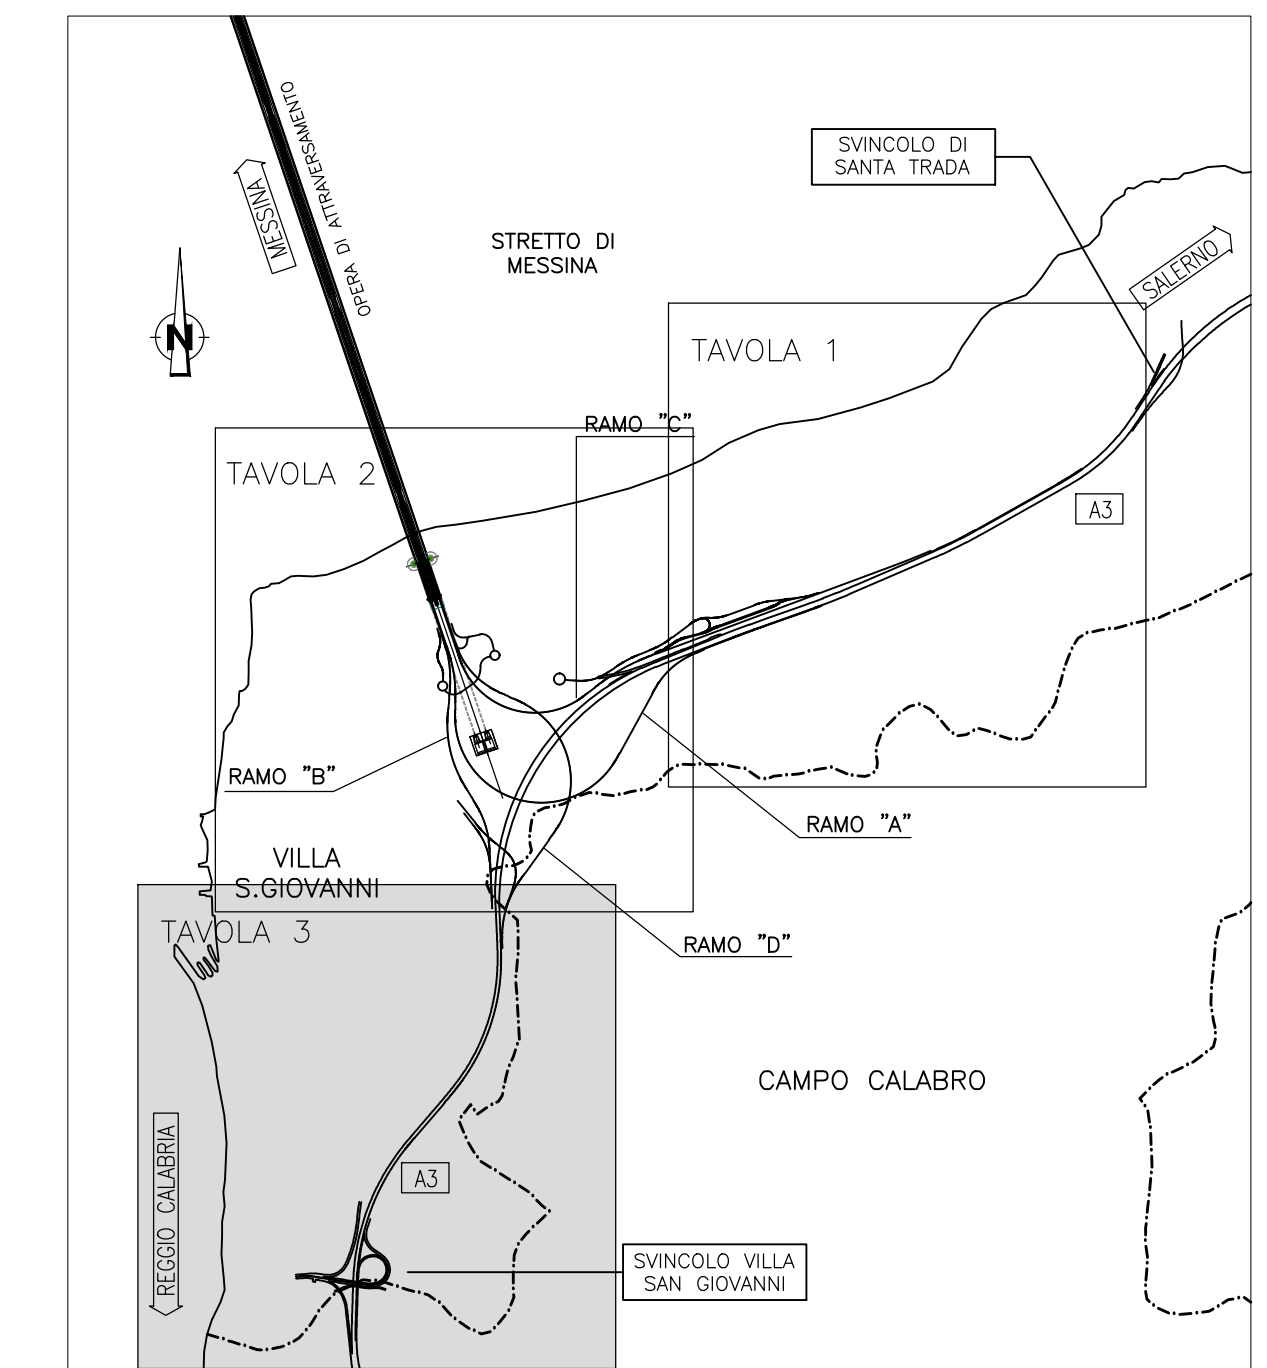 OPERA DI ATTRAVERSAMENTO
MESSINA
SVINCOLO DI
SANTA TRADA
STRETTO DI
MESSINA
SALERNO
N
TAVOLA 1
RAMO "C"
TAVOLA 2
A3
RAMO "B"
RAMO "A"
VILLA
S.GIOVANNI
TAVOLA 3
RAMO "D"
CAMPO CALABRO
REGGIO CALABRIA
A3
SVINCOLO VILLA
SAN GIOVANNI